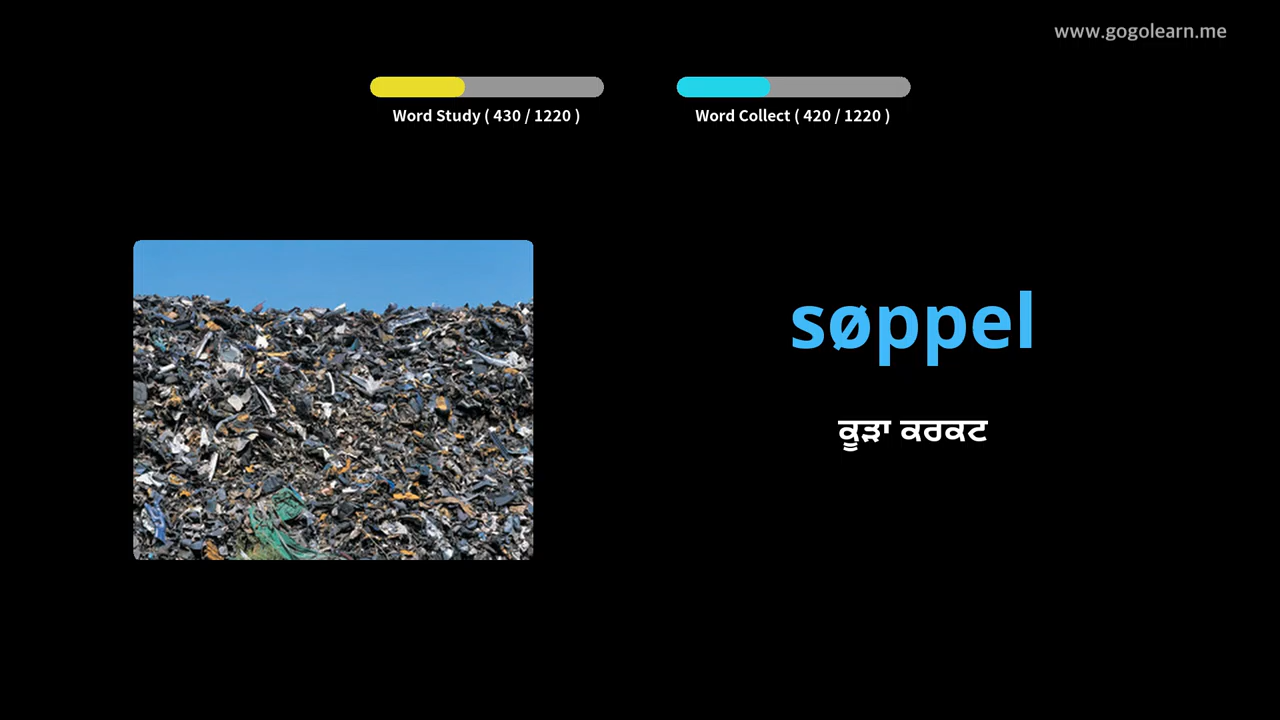 www.gogolearn.me
Word Study ( 430 / 1220 )
Word Collect ( 420 / 1220 )
søppel
ਕੂੜਾ ਕਰਕਟ